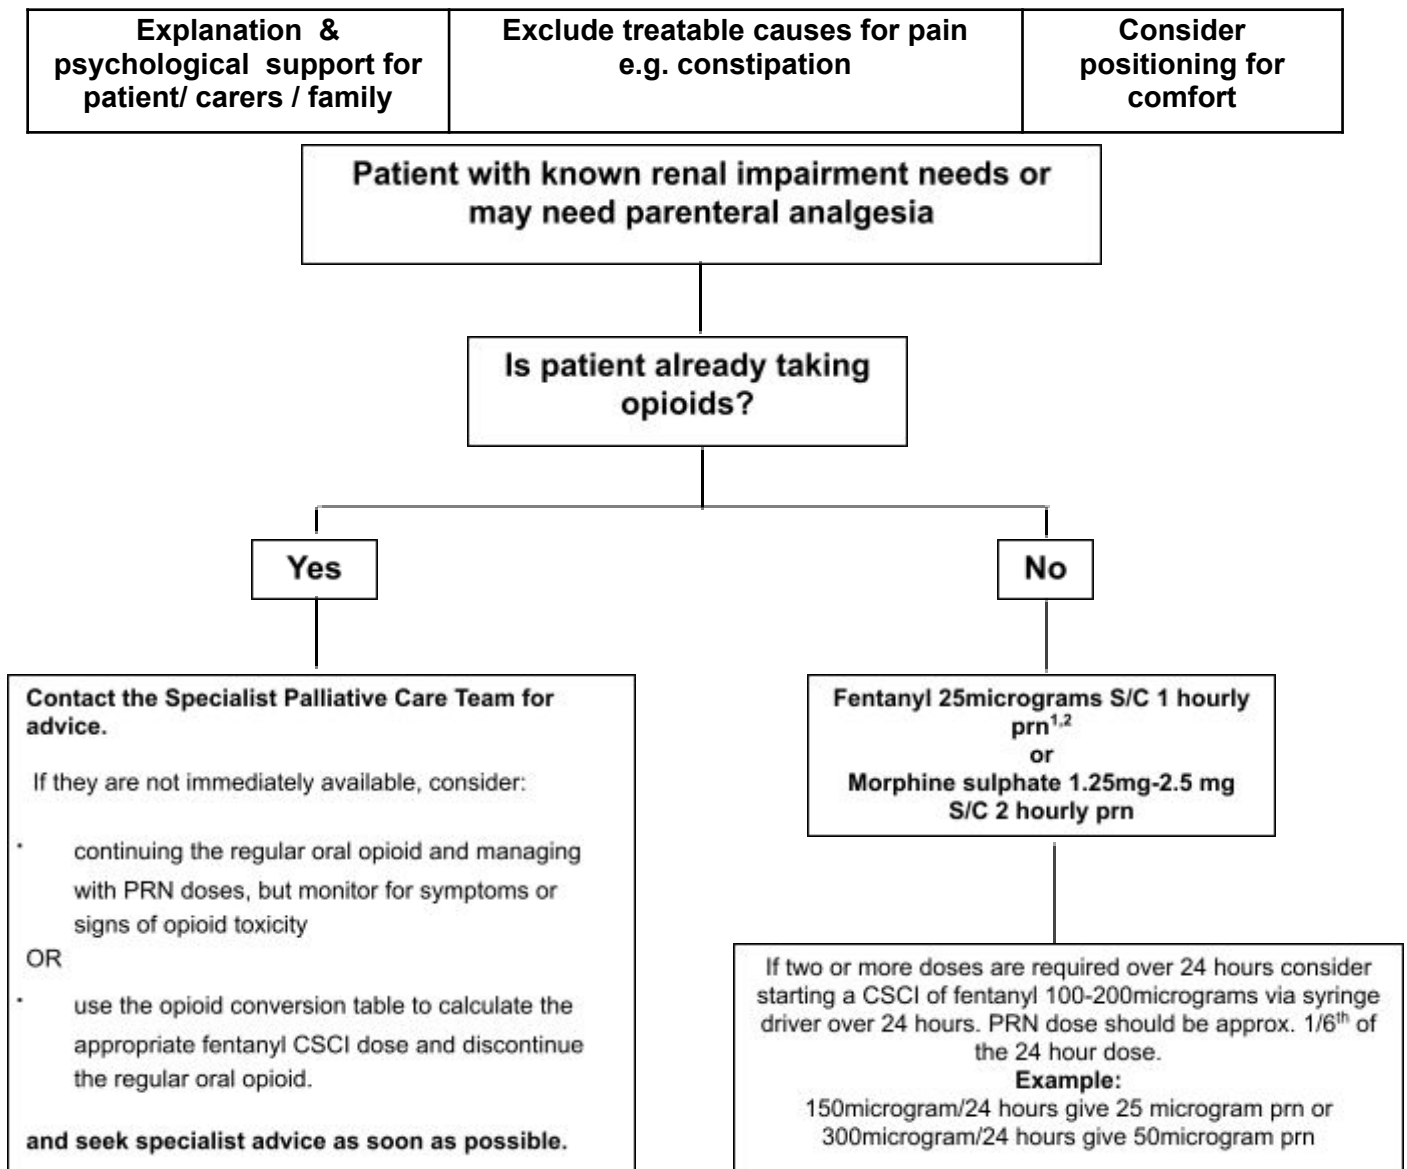 Explanation &
psychological support for
patient/ carers / family
Exclude treatable causes for pain
e.g. constipation
Consider
positioning for
comfort
Patient with known renal impairment needs or
may need parenteral analgesia
Is patient already taking
opioids?
Yes
No
Contact the Specialist Palliative Care Team for
advice.
If they are not immediately available, consider:
· continuing the regular oral opioid and managing
with PRN doses, but monitor for symptoms or
signs of opioid toxicity
OR
· use the opioid conversion table to calculate the
appropriate fentanyl CSCI dose and discontinue
the regular oral opioid.
and seek specialist advice as soon as possible.
Fentanyl 25micrograms S/C 1 hourly
prn1,2
or
Morphine sulphate 1.25mg-2.5 mg
S/C 2 hourly prn
If two or more doses are required over 24 hours consider
starting a CSCI of fentanyl 100-200micrograms via syringe
driver over 24 hours. PRN dose should be approx. 1/6th of
the 24 hour dose.
Example:
150microgram/24 hours give 25 microgram prn or
300microgram/24 hours give 50microgram prn